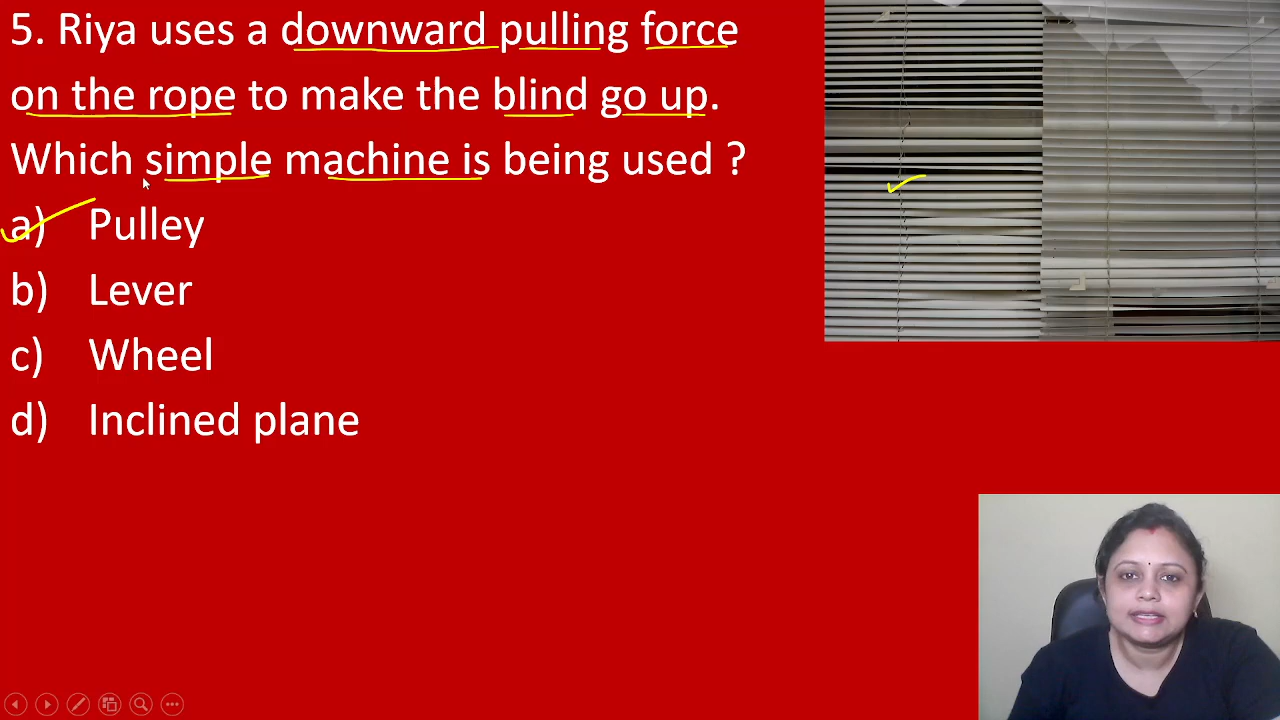 5. Riya uses a downward pulling force
on the rope to make the blind go up.
Which simple machine is being used ?
a) Pulley
b) Lever
c) Wheel
d) Inclined plane